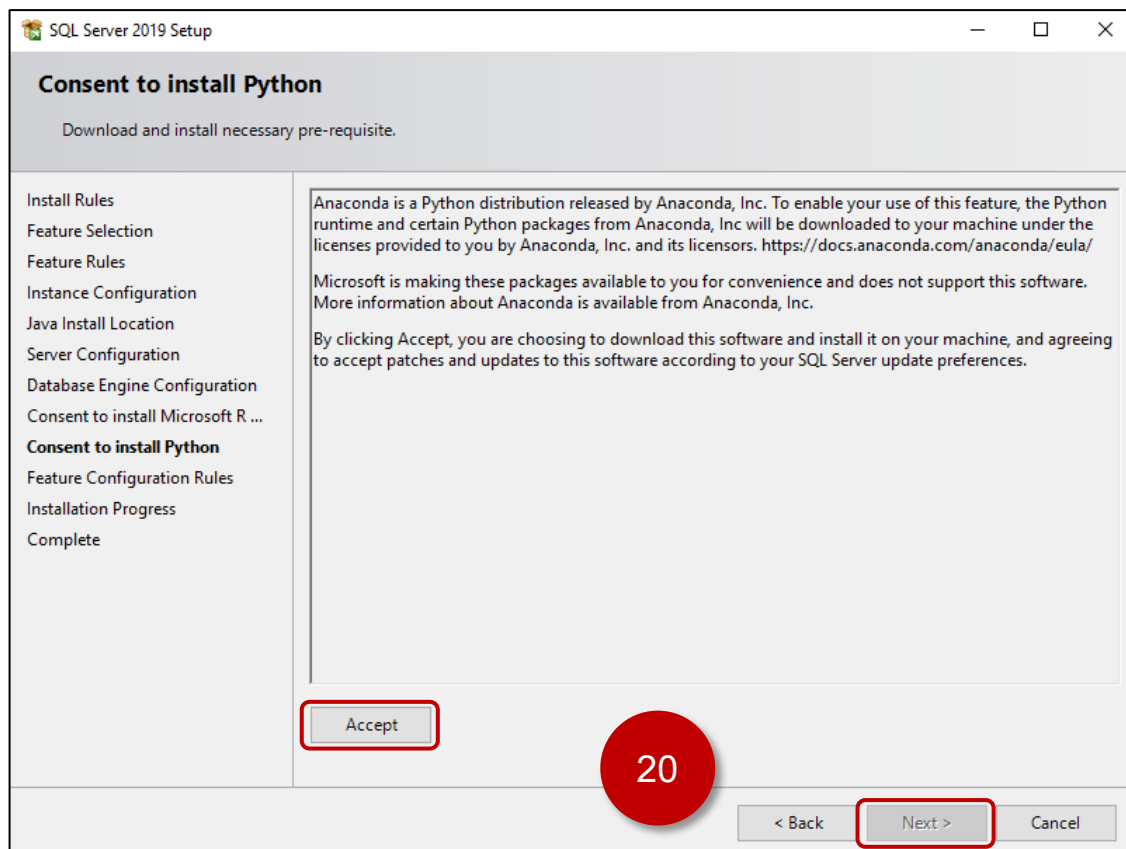 SQL Server 2019 Setup
Consent to install Python
Download and install necessary pre-requisite.
Install Rules
Feature Selection
Feature Rules
Instance Configuration
Java Install Location
Server Configuration
Database Engine Configuration
Consent to install Microsoft R ...
Consent to install Python
Feature Configuration Rules
Installation Progress
Complete
Anaconda is a Python distribution released by Anaconda, Inc. To enable your use of this feature, the Python
runtime and certain Python packages from Anaconda, Inc will be downloaded to your machine under the
licenses provided to you by Anaconda, Inc. and its licensors. https://docs.anaconda.com/anaconda/eula/
Microsoft is making these packages available to you for convenience and does not support this software.
More information about Anaconda is available from Anaconda, Inc.
By clicking Accept, you are choosing to download this software and install it on your machine, and agreeing
to accept patches and updates to this software according to your SQL Server update preferences.
Accept
20
< Back
Next >
Cancel